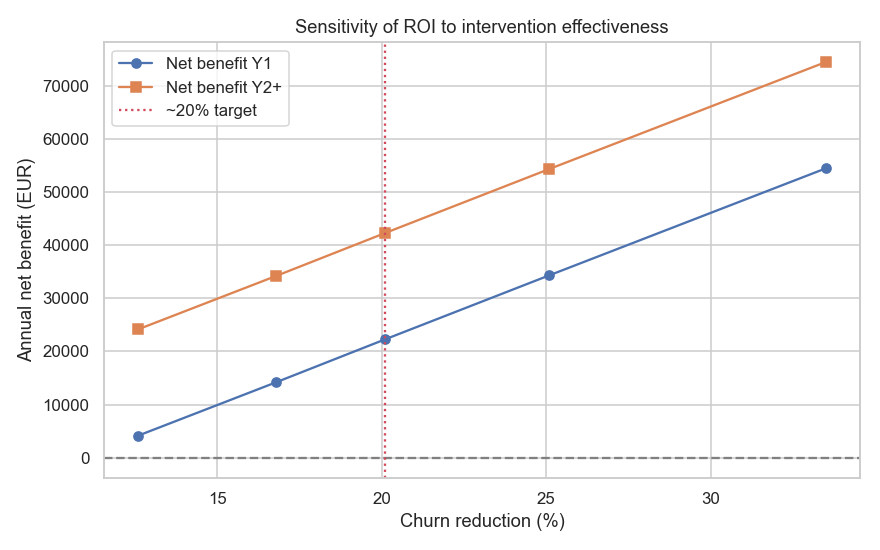 Sensitivity of ROI to intervention effectiveness
Net benefit Y1
Net benefit Y2+
~20% target
Annual net benefit (EUR)
70000
60000
50000
40000
30000
20000
10000
0
15
20
25
30
Churn reduction (%)